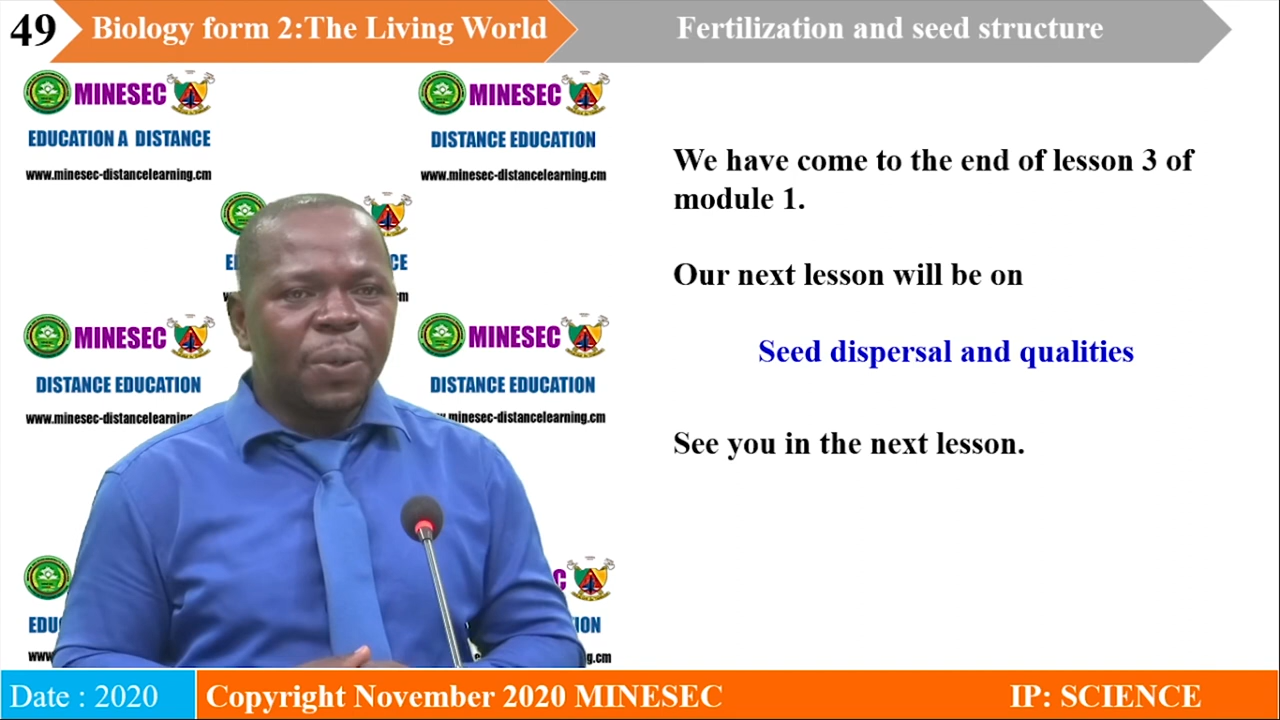 49
Biology form 2:The Living World
Fertilization and seed structure
MINESEC
EDUCATION A DISTANCE
www.minesec-distancelearning.cm
MINESEC
DISTANCE EDUCATION
www.minesec-distancelearning.cm
MINESEC
DISTANCE EDUCATION
MINESEC
DISTANCE EDUCATION
We have come to the end of lesson 3 of
module 1.
Our next lesson will be on
Seed dispersal and qualities
See you in the next lesson.
Date : 2020
Copyright November 2020 MINESEC
IP: SCIENCE